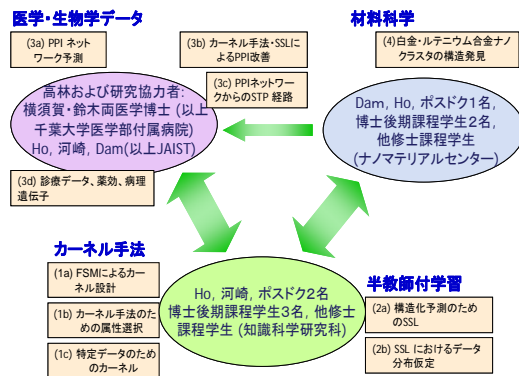 医学・生物学データ
(3a) PPI ネット
ワーク予測
(3b) カーネル手法・SSLに
よるPPI改善
(3c) PPIネットワーク
からのSTP 経路
高林および研究協力者:
横須賀・鈴木両医学博士 (以上
千葉大学医学部付属病院)
Ho, 河崎, Dam(以上JAIST)
(3d) 診療データ、薬効、病理
遺伝子
材料科学
(4)白金・ルテニウム合金ナノ
クラスタの構造発見
Dam, Ho, ポスドク1名,
博士後期課程学生2名,
他修士課程学生
(ナノマテリアルセンター)
カーネル手法
(1a) FSMによるカー
ネル設計
(1b) カーネル手法のた
めの属性選択
(1c) 特定データのため
のカーネル
Ho, 河崎, ポスドク2名
博士後期課程学生3名, 他修士
課程学生 (知識科学研究科)
半教師付学習
(2a) 構造化予測のため
のSSL
(2b) SSL におけるデータ
分布仮定